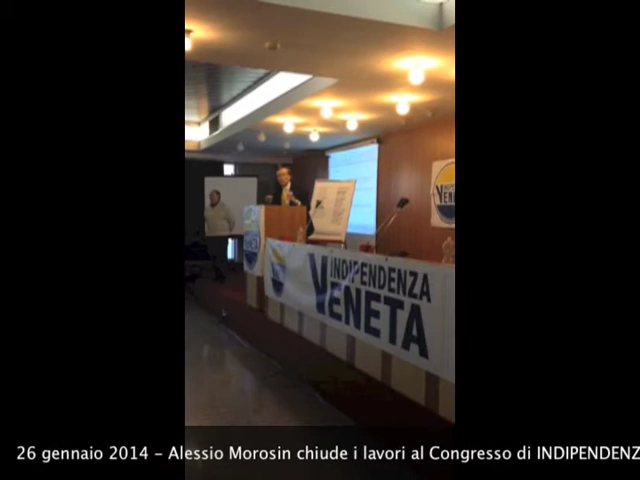 INDIPENDENZA
VENETA
26 gennaio 2014 – Alessio Morosin chiude i lavori al Congresso di INDIPENDENZ